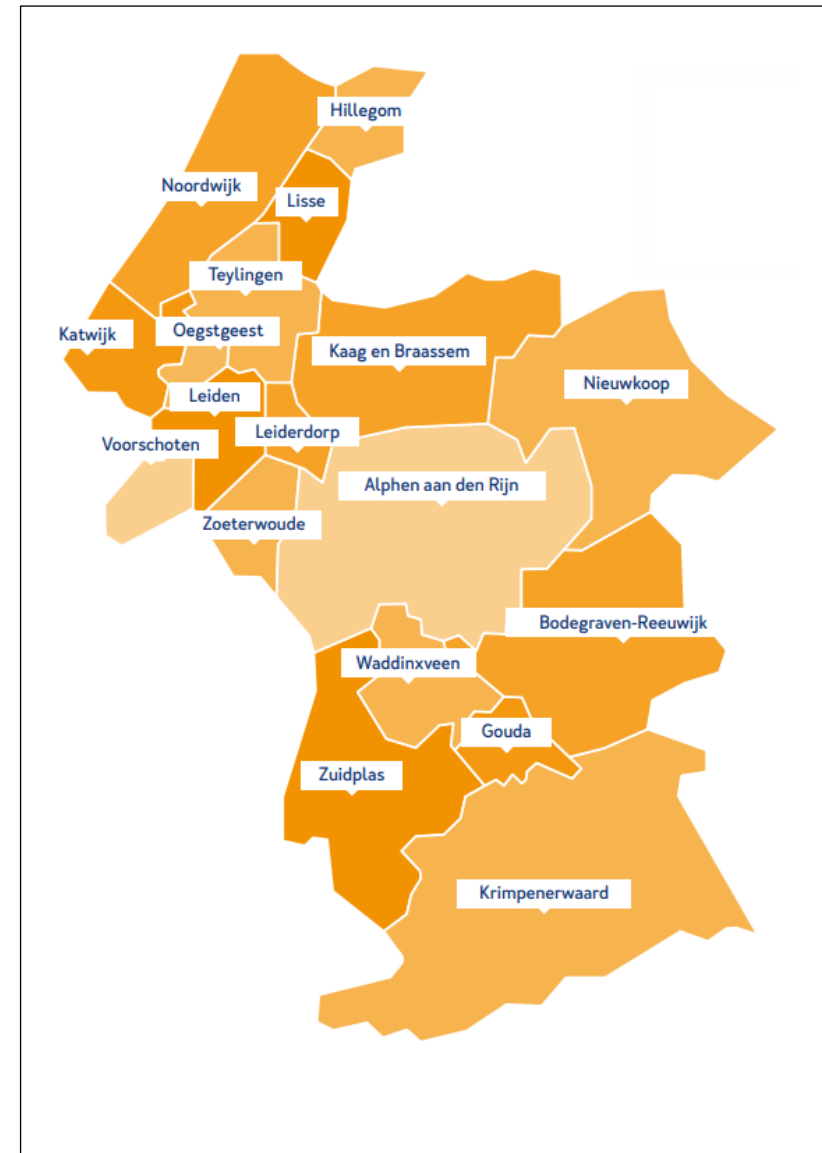 Hillegom
Noordwijk
Lisse
Teylingen
Katwijk
Oegstgeest
Kaag en Braassem
Nieuwkoop
Leiden
Leiderdorp
Voorschoten
Alphen aan den Rijn
Zoeterwoude
Bodegraven-Reeuwijk
Waddinxveen
Gouda
Zuidplas
Krimpenerwaard